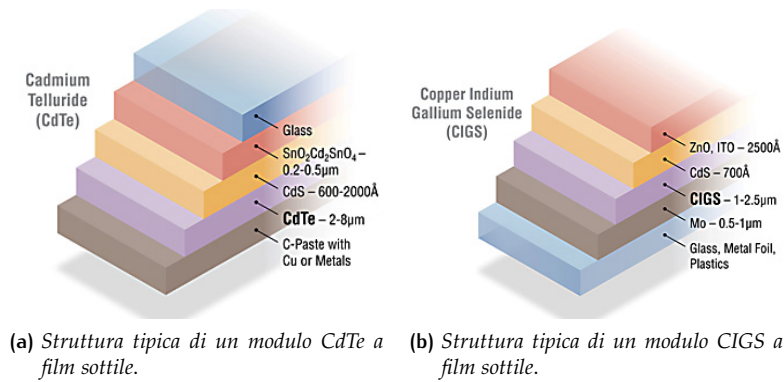 Cadmium
Telluride
(CdTe)
Glass
SnO₂Cd₂SnO₄ –
0.2-0.5µm
CdS – 600-2000Å
CdTe – 2-8µm
C-Paste with
Cu or Metals
(a) Struttura tipica di un modulo CdTe a
film sottile.
Copper Indium
Gallium Selenide
(CIGS)
ZnO, ITO – 2500Å
CdS – 700Å
CIGS – 1-2.5µm
Mo – 0.5-1µm
Glass, Metal Foil,
Plastics
(b) Struttura tipica di un modulo CIGS a
film sottile.